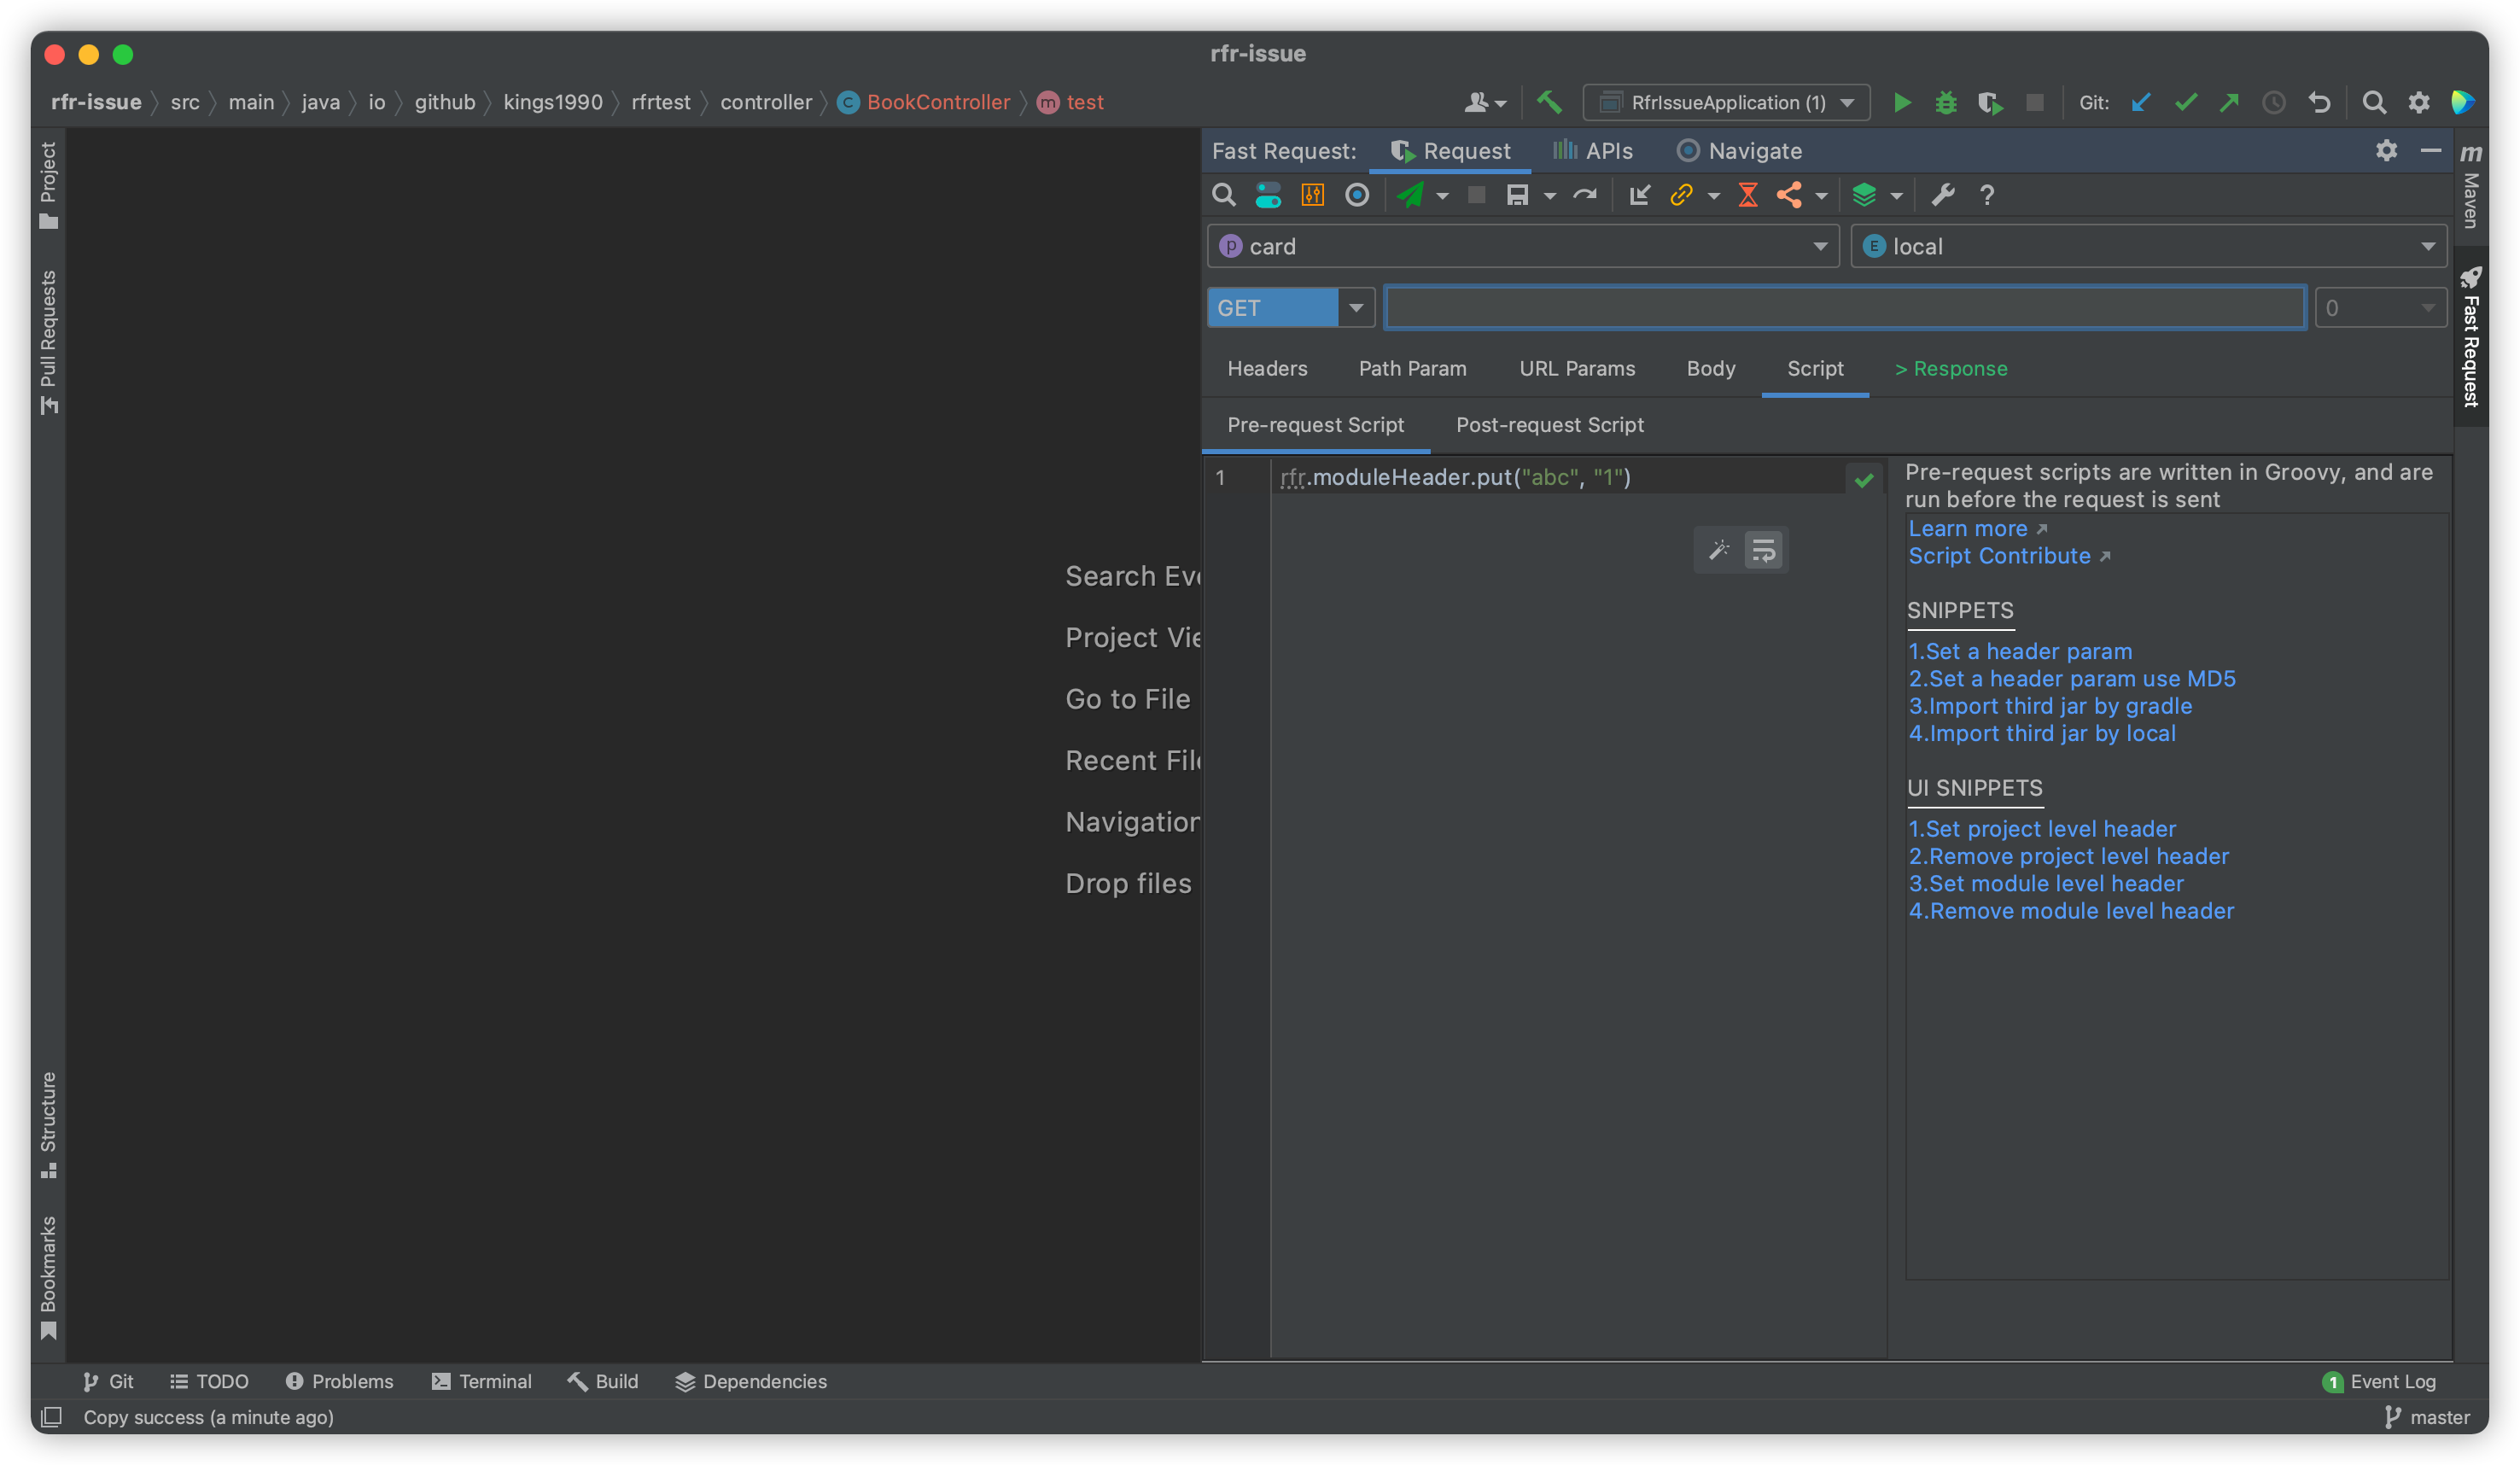 rfr-issue
rfr-issue src main java io github kings1990 rfrtest controller C BookController m test
RfrIssueApplication (1)
Git:
Project
Pull Requests
Structure
Bookmarks
Search Eve
Project Vie
Go to File
Recent File
Navigation
Drop files
Fast Request: Request APIs Navigate
?
p card
E local
GET
0
Headers Path Param URL Params Body Script > Response
Pre-request Script Post-request Script
1 rfr.moduleHeader.put("abc", "1")
Pre-request scripts are written in Groovy, and are
run before the request is sent
Learn more
Script Contribute
SNIPPETS
1.Set a header param
2.Set a header param use MD5
3.Import third jar by gradle
4.Import third jar by local
UI SNIPPETS
1.Set project level header
2.Remove project level header
3.Set module level header
4.Remove module level header
m
Maven
Fast Request
Git TODO Problems Terminal Build Dependencies
1 Event Log
Copy success (a minute ago)
master